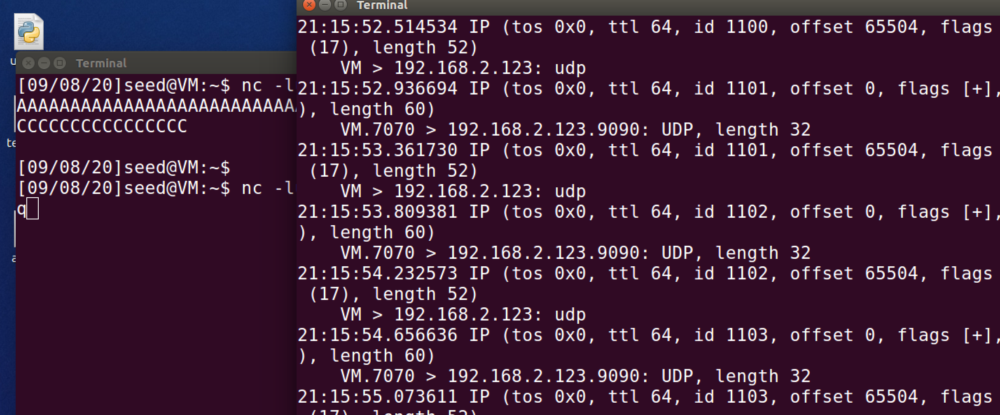 u
te
a
Terminal
[09/08/20]seed@VM:~$ nc -l
AAAAAAAAAAAAAAAAAAAAAAAAAA
CCCCCCCCCCCCCCCC
[09/08/20]seed@VM:~$
[09/08/20]seed@VM:~$ nc -l
q
Terminal
21:15:52.514534 IP (tos 0x0, ttl 64, id 1100, offset 65504, flags
(17), length 52)
VM > 192.168.2.123: udp
21:15:52.936694 IP (tos 0x0, ttl 64, id 1101, offset 0, flags [+],
), length 60)
VM.7070 > 192.168.2.123.9090: UDP, length 32
21:15:53.361730 IP (tos 0x0, ttl 64, id 1101, offset 65504, flags
(17), length 52)
VM > 192.168.2.123: udp
21:15:53.809381 IP (tos 0x0, ttl 64, id 1102, offset 0, flags [+],
), length 60)
VM.7070 > 192.168.2.123.9090: UDP, length 32
21:15:54.232573 IP (tos 0x0, ttl 64, id 1102, offset 65504, flags
(17), length 52)
VM > 192.168.2.123: udp
21:15:54.656636 IP (tos 0x0, ttl 64, id 1103, offset 0, flags [+],
), length 60)
VM.7070 > 192.168.2.123.9090: UDP, length 32
21:15:55.073611 IP (tos 0x0, ttl 64, id 1103, offset 65504, flags
(17), length 52)